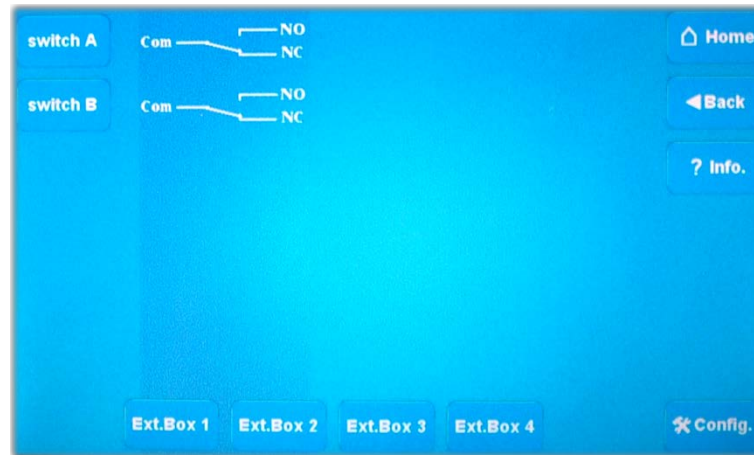 switch A
Com
NO
NC
Home
switch B
Com
NO
NC
Back
? Info.
Ext.Box 1
Ext.Box 2
Ext.Box 3
Ext.Box 4
Config.